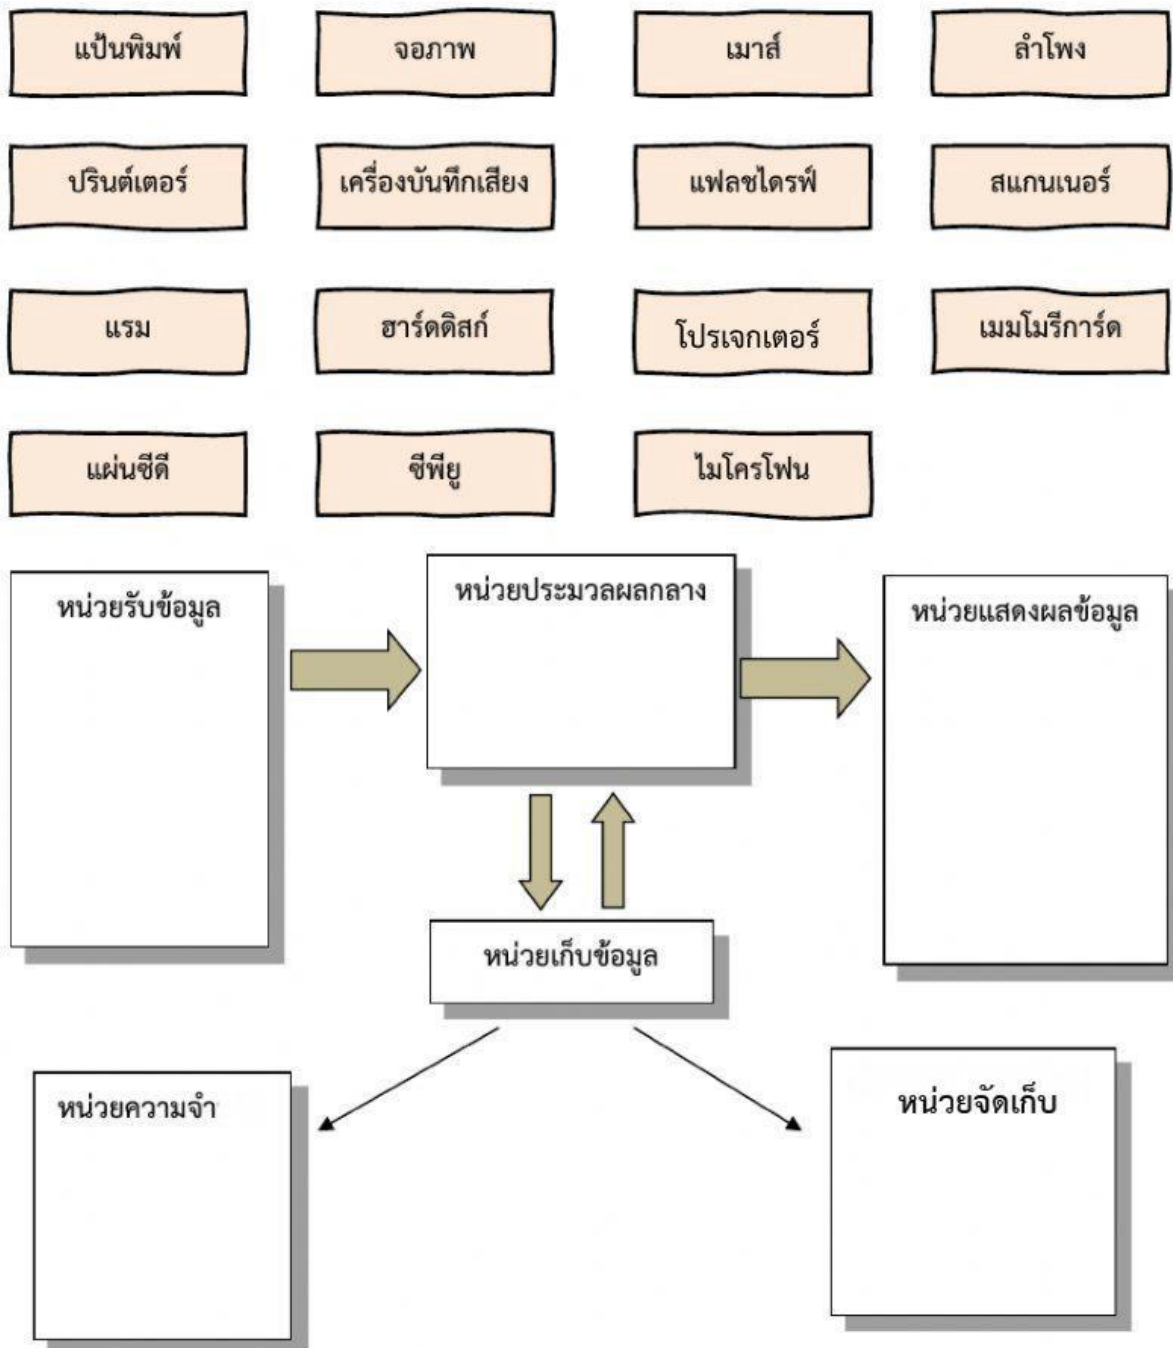 แป้นพิมพ์ จอภาพ เมาส์ ลำโพง
ปรินต์เตอร์ เครื่องบันทึกเสียง แฟลชไดรฟ์ สแกนเนอร์
แรม ฮาร์ดดิสก์ โปรเจกเตอร์ เมมโมรีการ์ด
แผ่นซีดี ซีพียู ไมโครโฟน
หน่วยรับข้อมูล
หน่วยประมวลผลกลาง
หน่วยแสดงผลข้อมูล
หน่วยเก็บข้อมูล
หน่วยความจำ
หน่วยจัดเก็บ